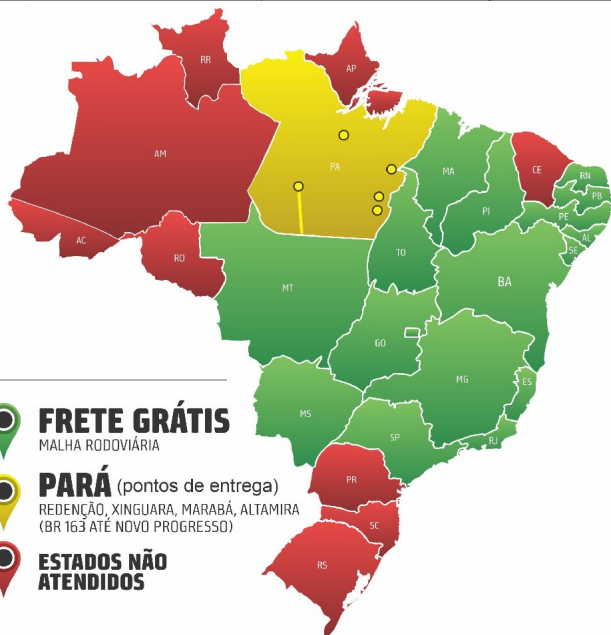 RR
AP
AM
PA
MA
CE
RN
PB
PI
PE
AL
SE
AC
RO
TO
BA
MT
GO
MG
ES
MS
SP
RJ
PR
SC
RS
FRETE GRÁTIS
MALHA RODOVIÁRIA
PARÁ (pontos de entrega)
REDENÇÃO, XINGUARA, MARABÁ, ALTAMIRA
(BR 163 ATÉ NOVO PROGRESSO)
ESTADOS NÃO
ATENDIDOS